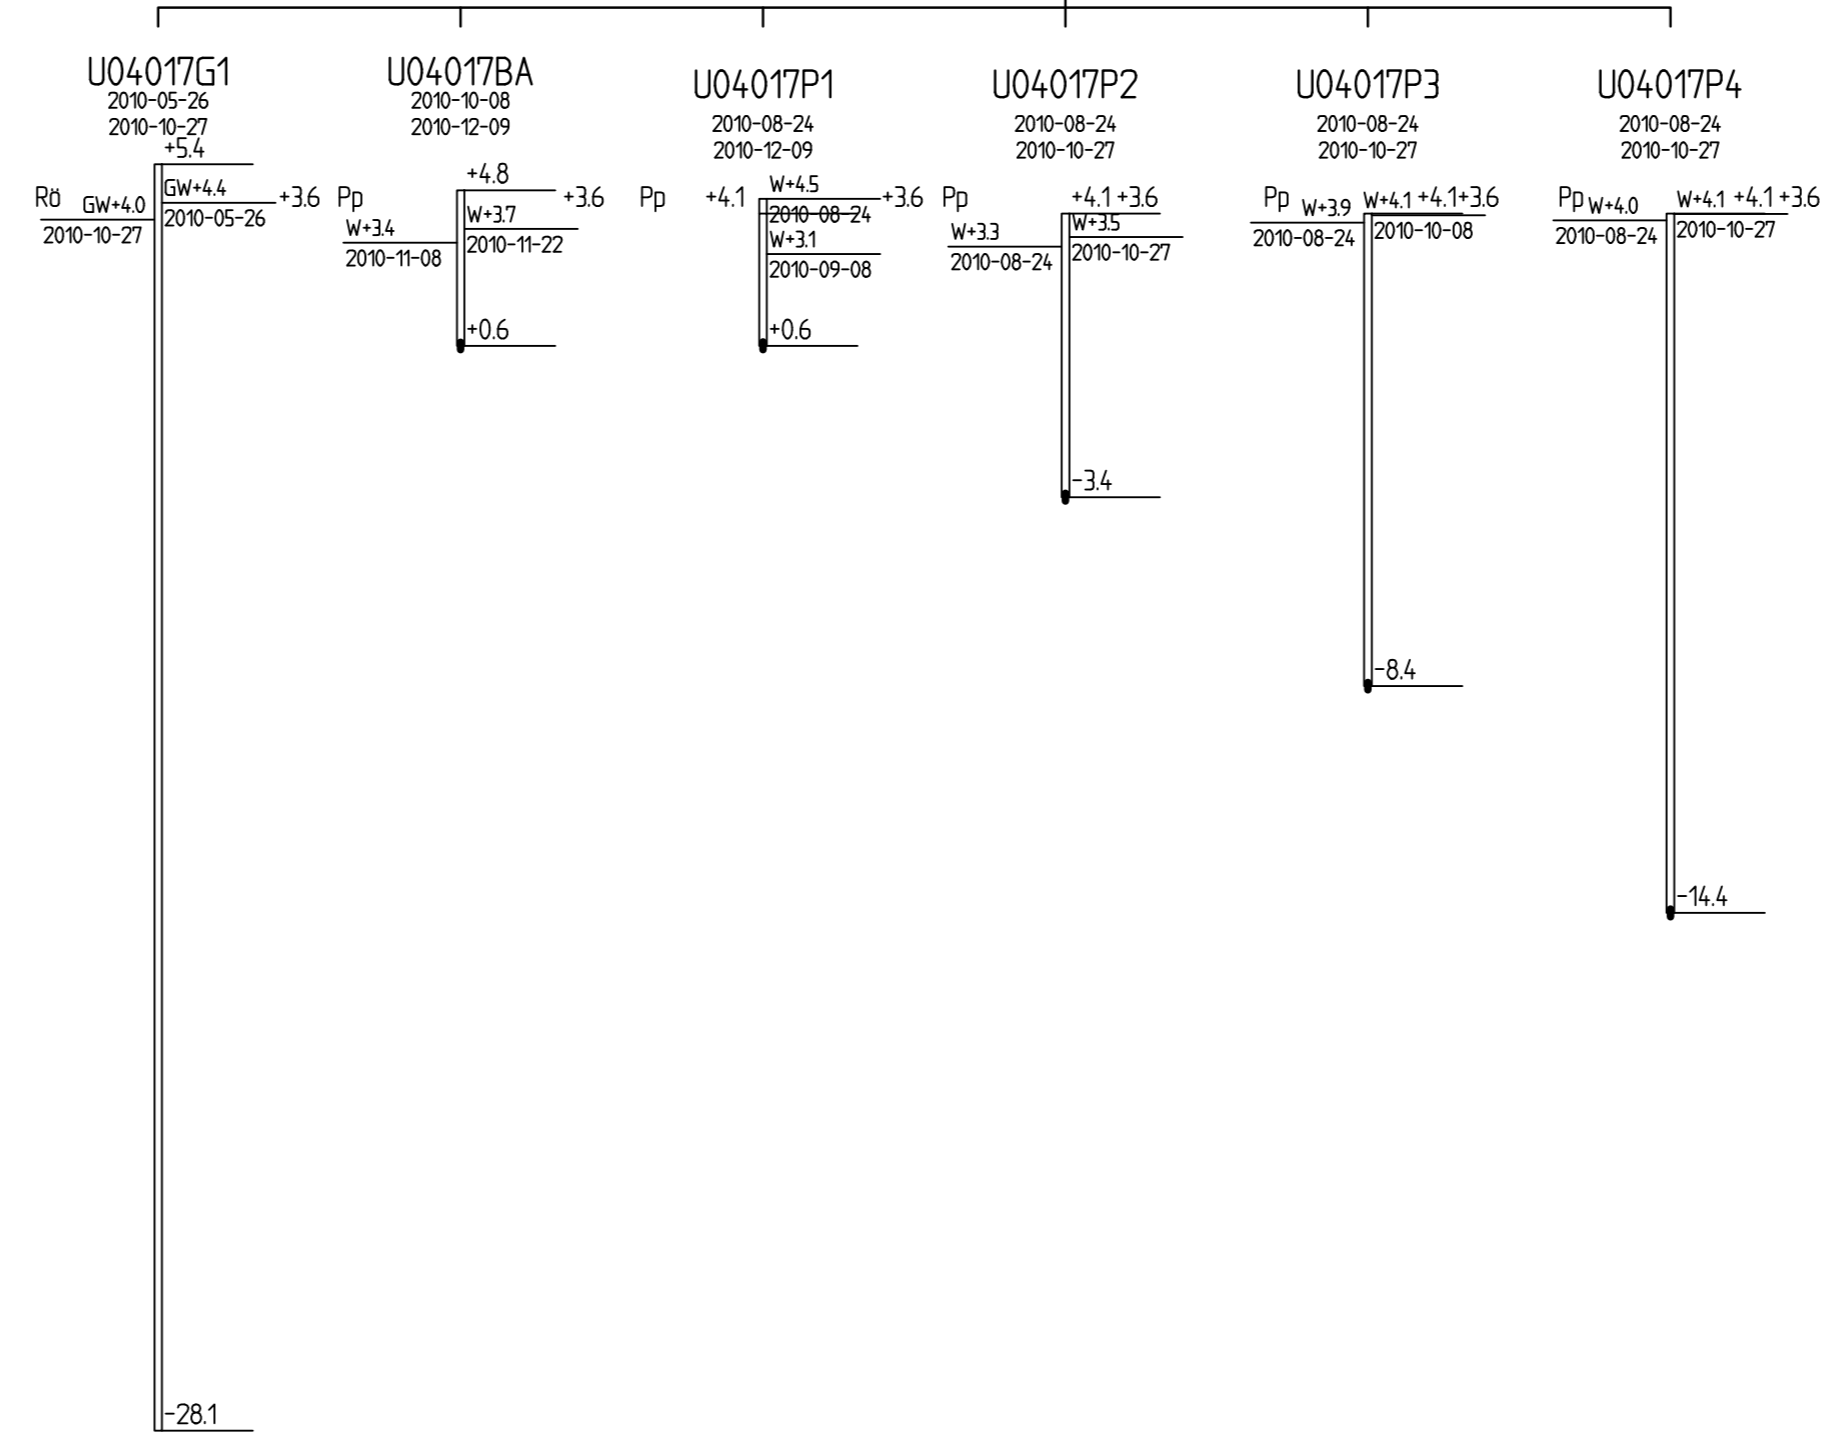 U04017G1
2010-05-26
2010-10-27
+5.4
Rö GW+4.0 GW+4.4 +3.6
2010-10-27 2010-05-26
-28.1
U04017BA
2010-10-08
2010-12-09
+4.8
Pp +3.6
W+3.4 W+3.7
2010-11-08 2010-11-22
+0.6
U04017P1
2010-08-24
2010-12-09
Pp +4.1 W+4.5 +3.6
2010-08-24
W+3.1
2010-09-08
+0.6
U04017P2
2010-08-24
2010-10-27
Pp +4.1 +3.6
W+3.3 W+3.5
2010-08-24 2010-10-27
-3.4
U04017P3
2010-08-24
2010-10-27
Pp W+3.9 W+4.1 +4.1 +3.6
2010-08-24 2010-10-08
-8.4
U04017P4
2010-08-24
2010-10-27
Pp W+4.0 W+4.1 +4.1 +3.6
2010-08-24 2010-10-27
-14.4